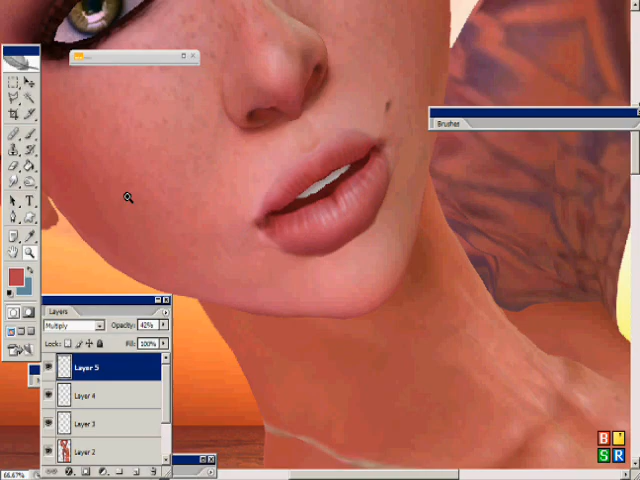 Brushes
Layers
Multiply
Opacity: 42%
Lock:
Fill: 100%
Layer 5
Layer 4
Layer 3
Layer 2
66.67%
B
S R